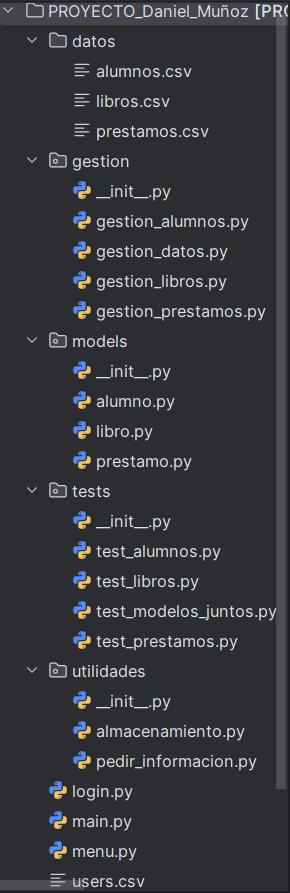 PROYECTO_Daniel_Muñoz [PRO
datos
alumnos.csv
libros.csv
prestamos.csv
gestion
__init__.py
gestion_alumnos.py
gestion_datos.py
gestion_libros.py
gestion_prestamos.py
models
__init__.py
alumno.py
libro.py
prestamo.py
tests
__init__.py
test_alumnos.py
test_libros.py
test_modelos_juntos.py
test_prestamos.py
utilidades
__init__.py
almacenamiento.py
pedir_informacion.py
login.py
main.py
menu.py
users.csv